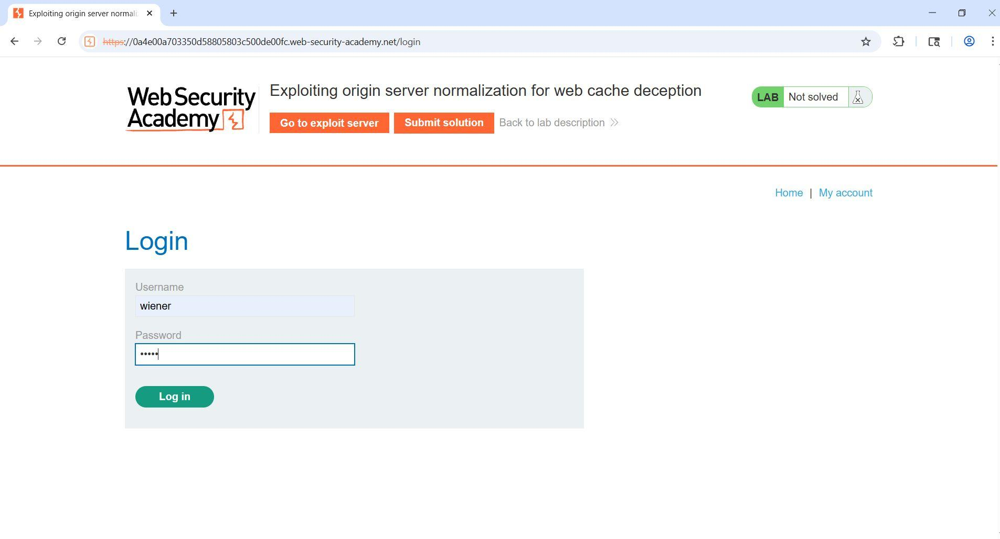 Exploiting origin server normali
https://0a4e00a703350d58805803c500de00fc.web-security-academy.net/login
Web Security
Academy
Exploiting origin server normalization for web cache deception
Go to exploit server
Submit solution
Back to lab description
LAB Not solved
Home | My account
Login
Username
wiener
Password
•••••
Log in